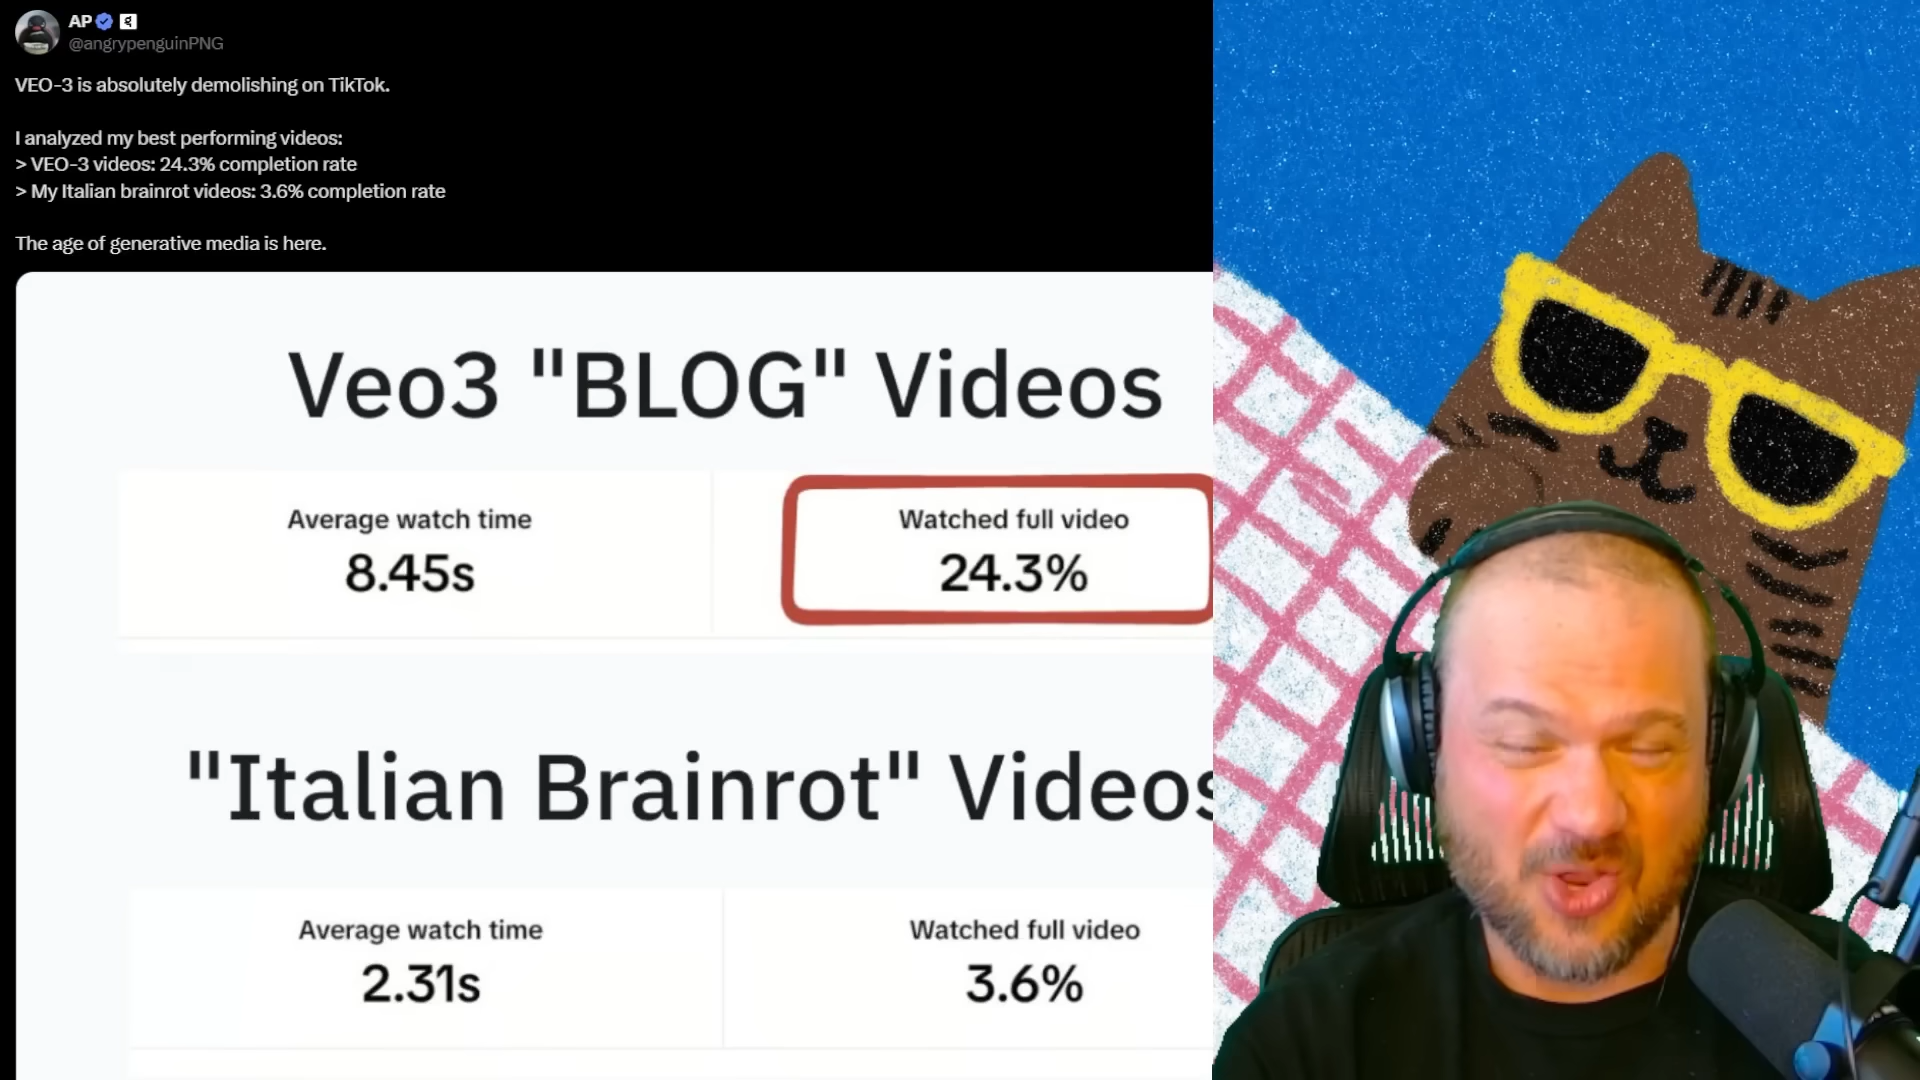 AP
@angrypenguinPNG
VEO-3 is absolutely demolishing on TikTok.
I analyzed my best performing videos:
> VEO-3 videos: 24.3% completion rate
> My Italian brainrot videos: 3.6% completion rate
The age of generative media is here.
Veo3 "BLOG" Videos
Average watch time
Watched full video
8.45s
24.3%
"Italian Brainrot" Videos
Average watch time
Watched full video
2.31s
3.6%